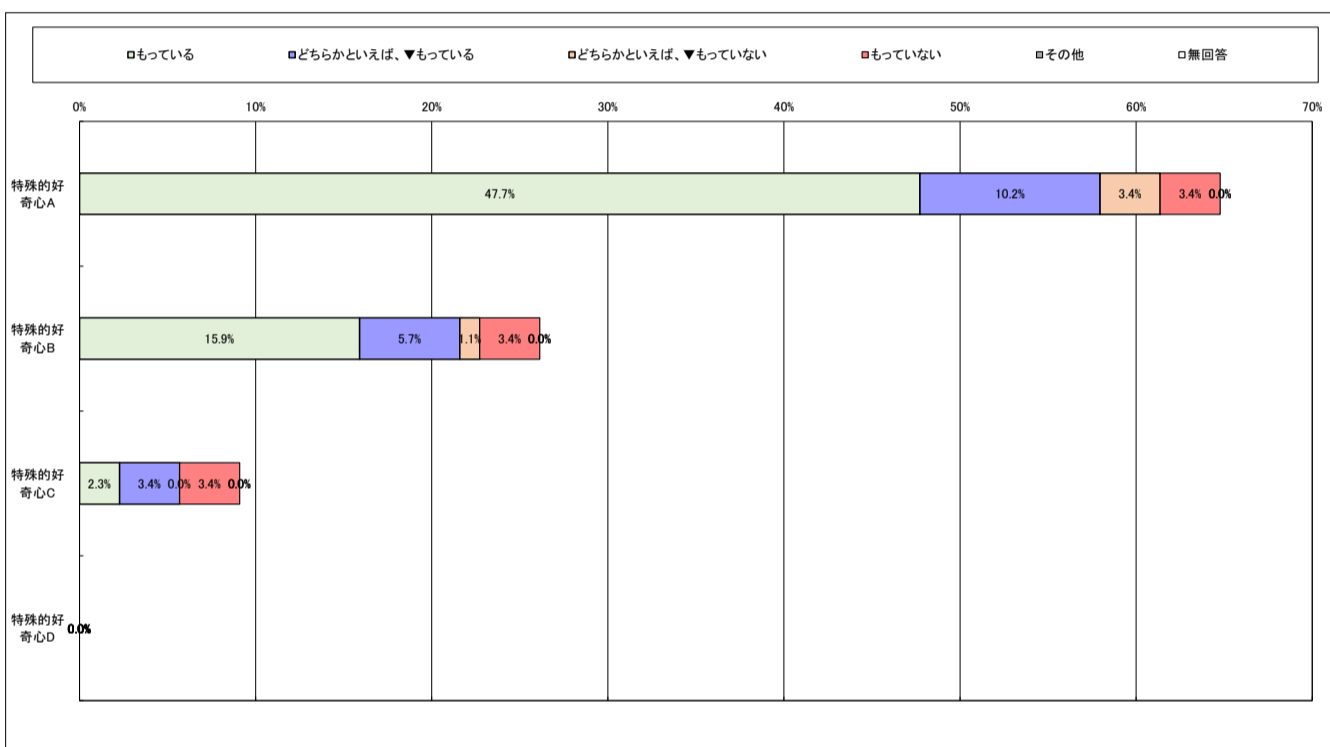 もっている どちらかといえば、▼もっている どちらかといえば、▼もっていない もっていない その他 無回答
0% 10% 20% 30% 40% 50% 60% 70%
特殊的好
奇心A
47.7% 10.2% 3.4% 3.4% 0.0%
特殊的好
奇心B
15.9% 5.7% 1.1% 3.4% 0.0%
特殊的好
奇心C
2.3% 3.4% 0.0% 3.4% 0.0%
特殊的好
奇心D
0.0%